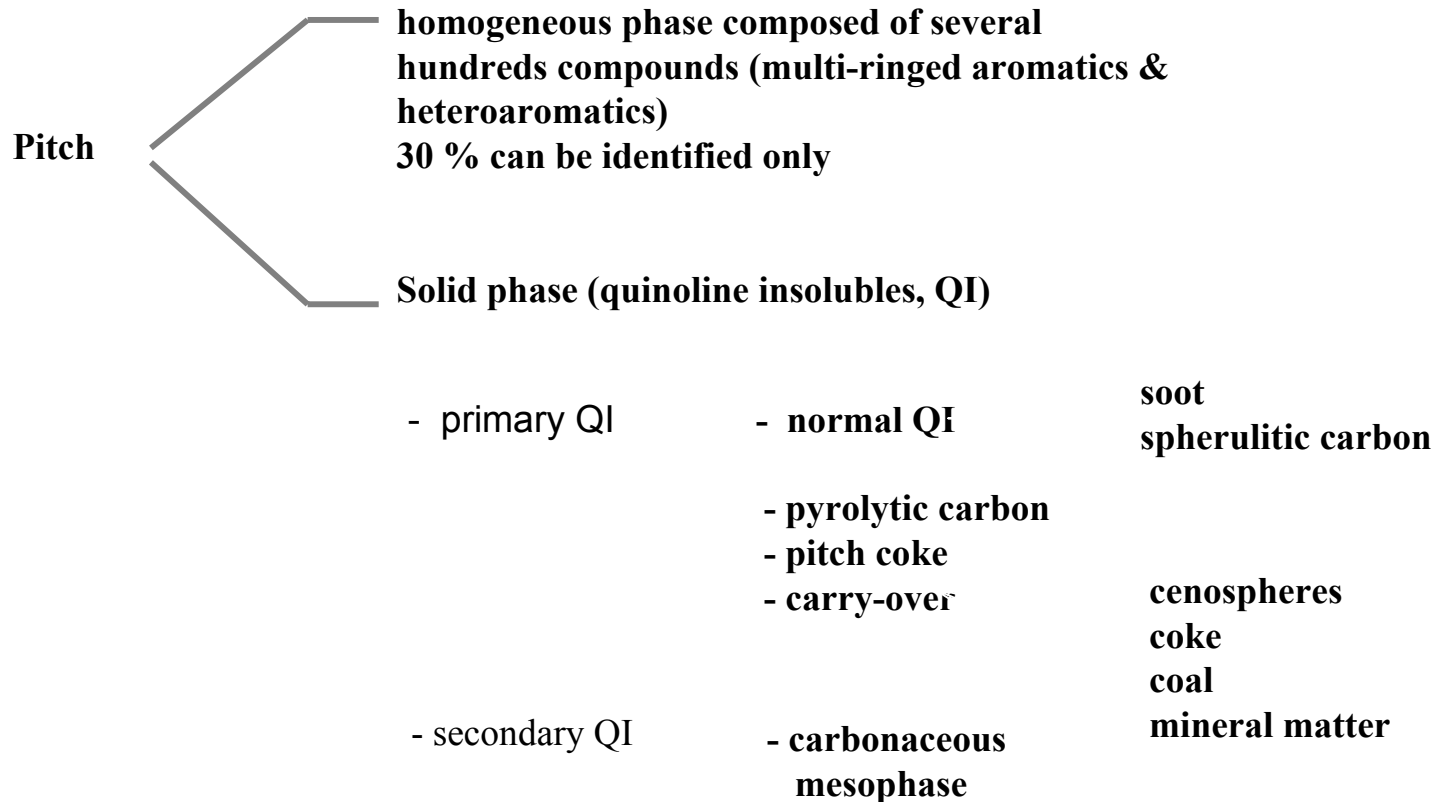 homogeneous phase composed of several
hundreds compounds (multi-ringed aromatics &
heteroaromatics)
Pitch
30 % can be identified only
Solid phase (quinoline insolubles, QI)
- primary QI - normal QI soot
spherulitic carbon
- pyrolytic carbon
- pitch coke
- carry-over cenospheres
coke
coal
mineral matter
- secondary QI - carbonaceous
mesophase